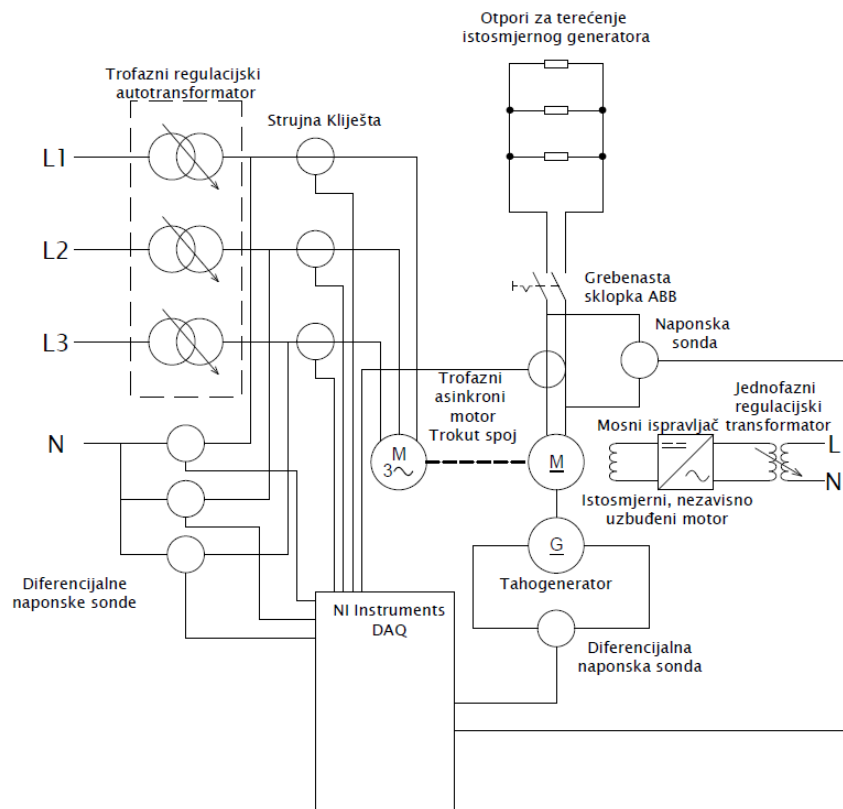 Otpori za terećenje
istosmjernog generatora
Trofazni regulacijski
autotransformator
Strujna Kliješta
L1
L2
L3
N
Grebenasta
sklopka ABB
Naponska
sonda
Trofazni
asinkroni
motor
Trokut spoj
Jednofazni
regulacijski
transformator
Mosni ispravljač
L
N
M
3~
M
Istosmjerni, nezavisno
uzbuđeni motor
G
Tahogenerator
Diferencijalne
naponske sonde
NI Instruments
DAQ
Diferencijalna
naponska sonda